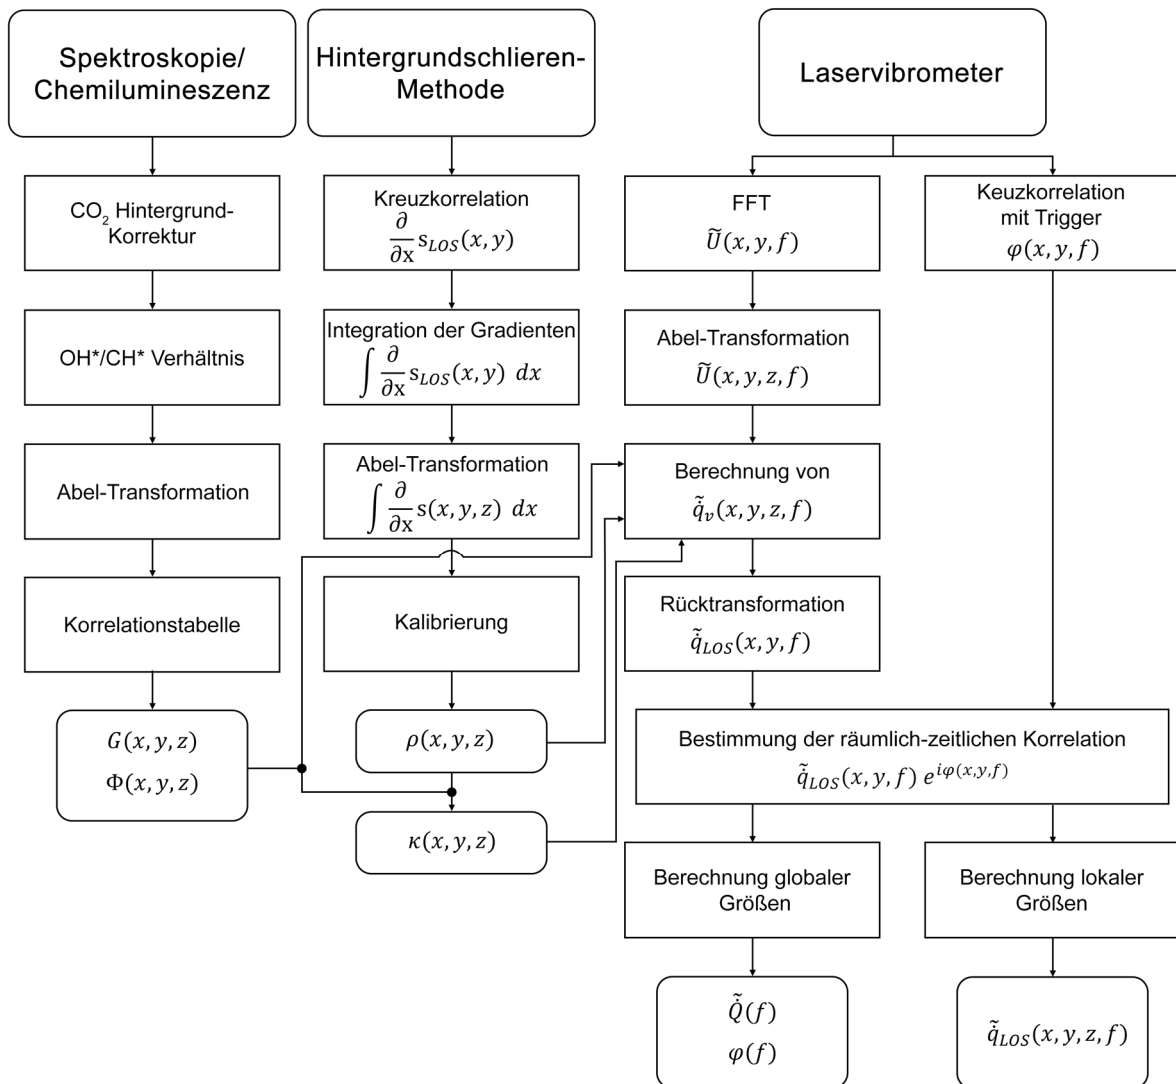 Spektroskopie/
Chemilumineszenz
CO₂ Hintergrund-
Korrektur
OH*/CH* Verhältnis
Abel-Transformation
Korrelationstabelle
G(x, y, z)
Φ(x, y, z)
Hintergrundschlieren-
Methode
Kreuzkorrelation
∂/∂x s_LOS(x, y)
Integration der Gradienten
∫ ∂/∂x s_LOS(x, y) dx
Abel-Transformation
∫ ∂/∂x s(x, y, z) dx
Kalibrierung
ρ(x, y, z)
κ(x, y, z)
Laservibrometer
FFT
Ũ(x, y, f)
Abel-Transformation
Ũ(x, y, z, f)
Berechnung von
q̇̃_v(x, y, z, f)
Rücktransformation
q̇̃_LOS(x, y, f)
Keuzkorrelation
mit Trigger
φ(x, y, f)
Bestimmung der räumlich-zeitlichen Korrelation
q̇̃_LOS(x, y, f) e^{iφ(x,y,f)}
Berechnung globaler
Größen
Q̇̃(f)
φ(f)
Berechnung lokaler
Größen
q̇̃_LOS(x, y, z, f)